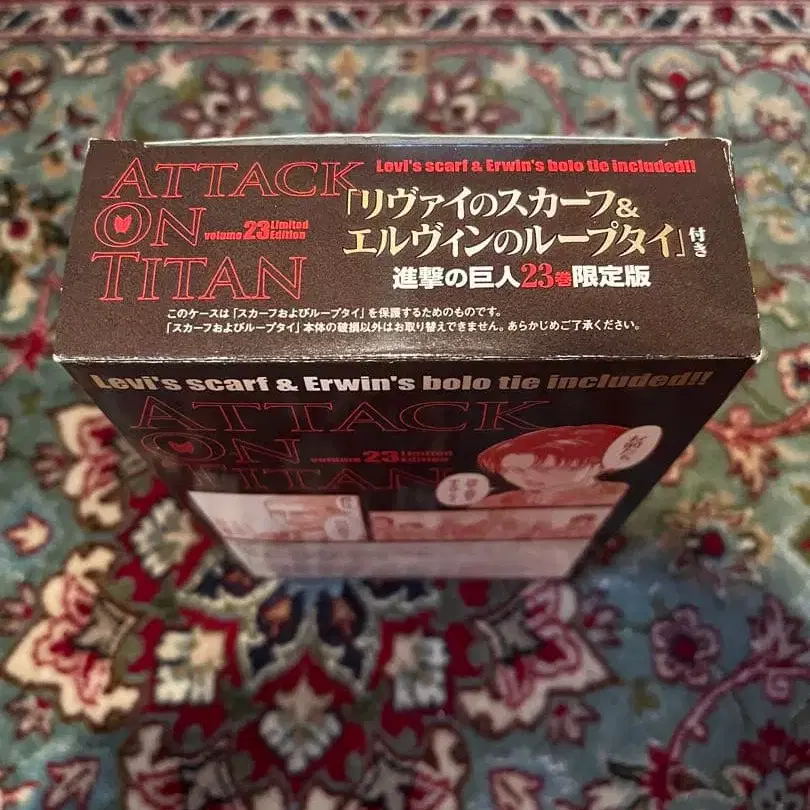 ATTACK
ON
TITAN
volume 23 Limited
Edition
Levi's scarf & Erwin's bolo tie included!!
「リヴァイのスカーフ&
エルヴィンのループタイ」付き
進撃の巨人23巻限定版
このケースは「スカーフおよびループタイ」を保護するためのものです。
「スカーフおよびループタイ」本体の破損以外はお取り替えできません。あらかじめご了承ください。
Levi's scarf & Erwin's bolo tie included!!
ATTACK
ON
TITAN
volume 23 Limited
Edition